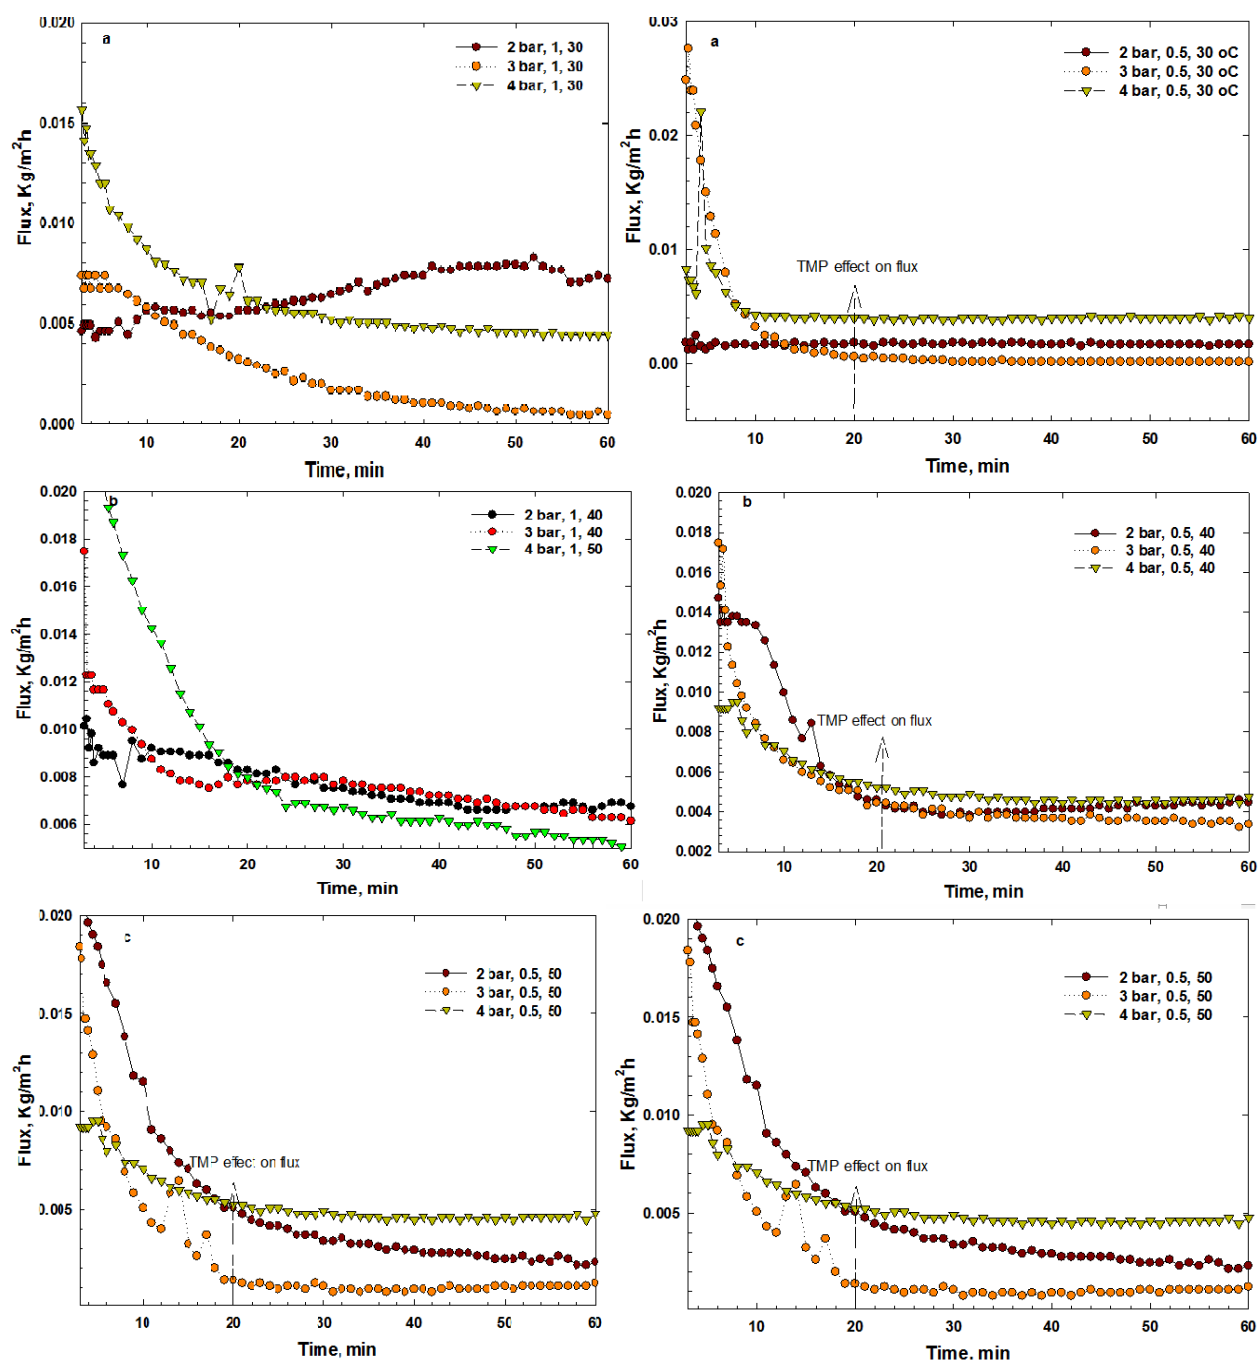 a
2 bar, 1, 30
3 bar, 1, 30
4 bar, 1, 30
Flux, Kg/m²h
0.020
0.015
0.010
0.005
0.000
10 20 30 40 50 60
Time, min
a
2 bar, 0.5, 30 oC
3 bar, 0.5, 30 oC
4 bar, 0.5, 30 oC
Flux, Kg/m²h
0.03
0.02
0.01
0.00
TMP effect on flux
10 20 30 40 50 60
Time, min
b
2 bar, 1, 40
3 bar, 1, 40
4 bar, 1, 50
Flux, Kg/m²h
0.020
0.018
0.016
0.014
0.012
0.010
0.008
0.006
10 20 30 40 50 60
Time, min
b
2 bar, 0.5, 40
3 bar, 0.5, 40
4 bar, 0.5, 40
Flux, Kg/m²h
0.020
0.018
0.016
0.014
0.012
0.010
0.008
0.006
0.004
0.002
TMP effect on flux
10 20 30 40 50 60
Time, min
c
2 bar, 0.5, 50
3 bar, 0.5, 50
4 bar, 0.5, 50
Flux, Kg/m²h
0.020
0.015
0.010
0.005
TMP effect on flux
10 20 30 40 50 60
Time, min
c
2 bar, 0.5, 50
3 bar, 0.5, 50
4 bar, 0.5, 50
Flux, Kg/m²h
0.020
0.015
0.010
0.005
TMP effect on flux
10 20 30 40 50 60
Time, min